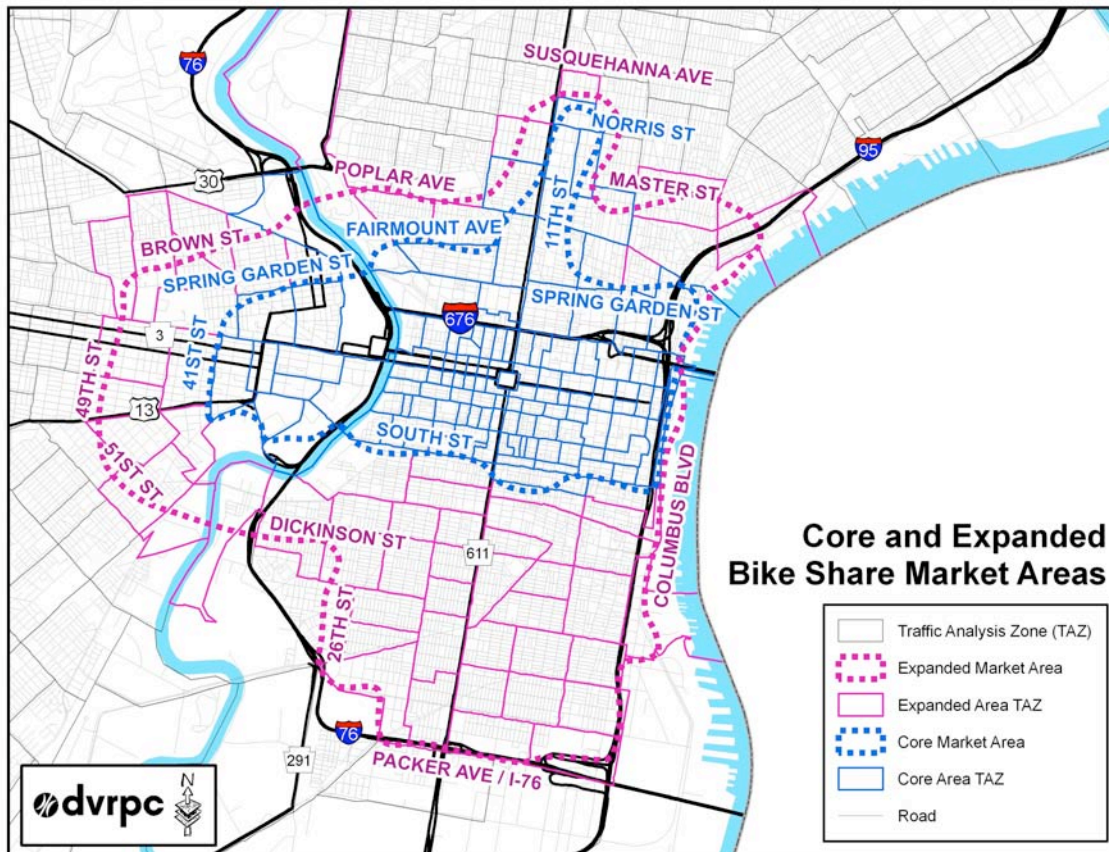 76
SUSQUEHANNA AVE
NORRIS ST
95
30
POPLAR AVE
MASTER ST
11TH ST
FAIRMOUNT AVE
BROWN ST
SPRING GARDEN ST
SPRING GARDEN ST
676
3
41ST ST
49TH ST
13
SOUTH ST
51ST ST
DICKINSON ST
COLUMBUS BLVD
611
26TH ST
76
291
PACKER AVE / I-76
Core and Expanded
Bike Share Market Areas
Traffic Analysis Zone (TAZ)
Expanded Market Area
Expanded Area TAZ
Core Market Area
Core Area TAZ
Road
dvrpc
N